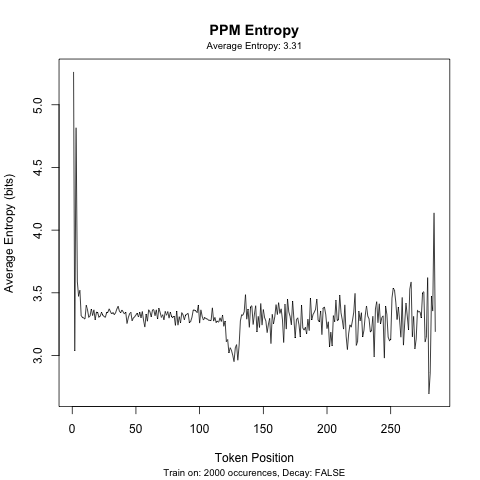 PPM Entropy
Average Entropy: 3.31
Average Entropy (bits)
5.0
4.5
4.0
3.5
3.0
0 50 100 150 200 250
Token Position
Train on: 2000 occurences, Decay: FALSE